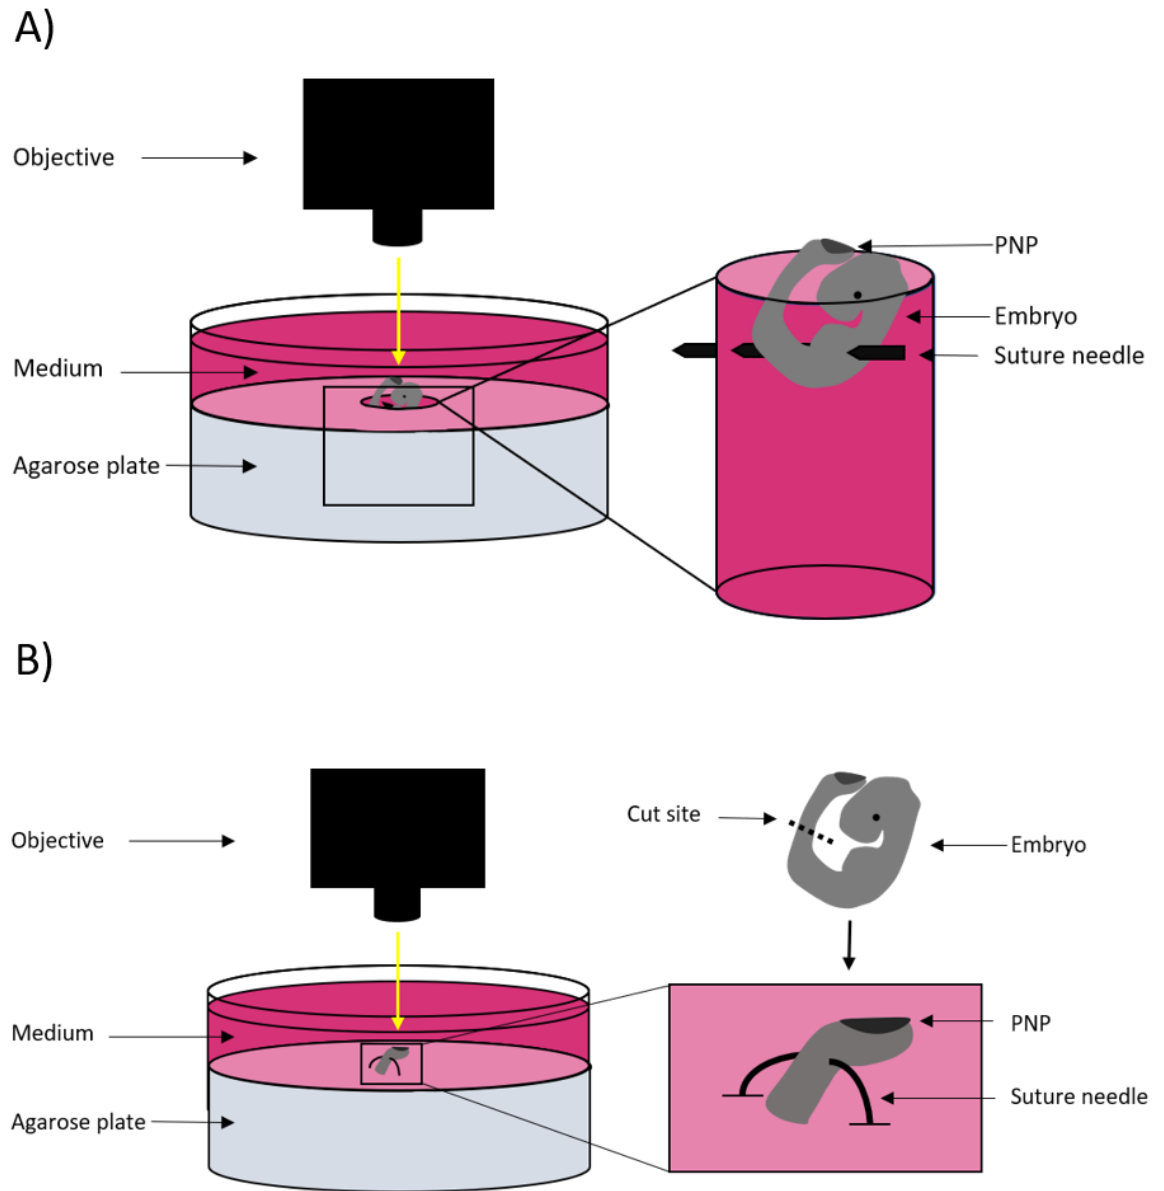 A)
Objective
PNP
Embryo
Medium
Suture needle
Agarose plate
B)
Cut site
Objective
Embryo
Medium
PNP
Suture needle
Agarose plate